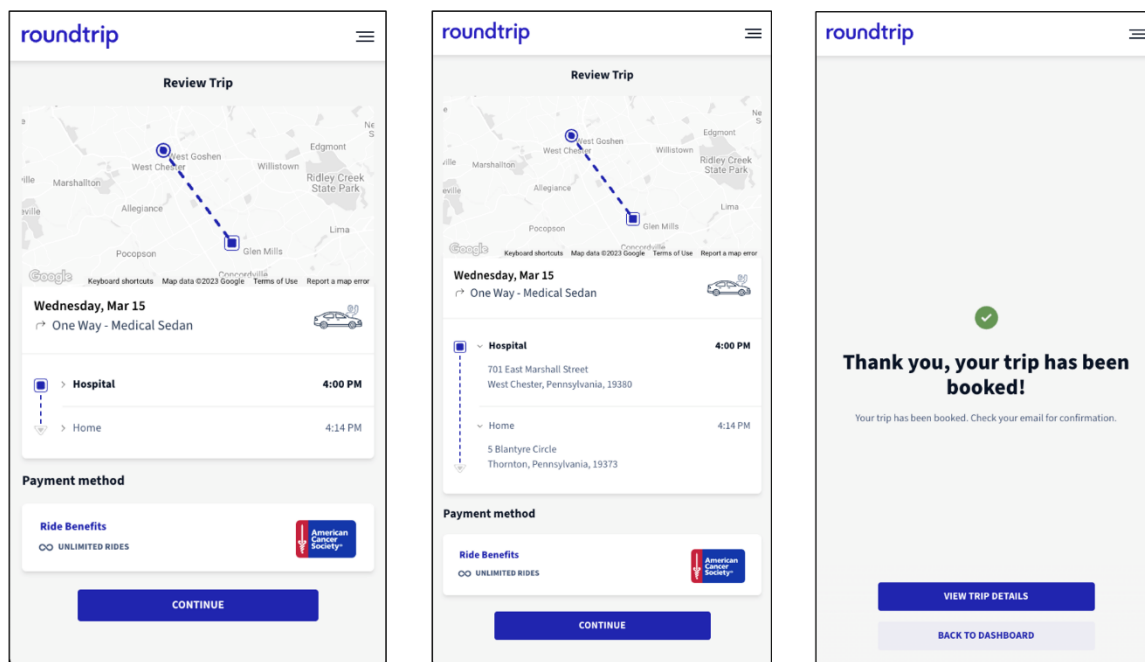 roundtrip
Review Trip
Ne
S
Edgmont
West Goshen
West Chester
Willistown
Ridley Creek
State Park
ville
Marshallton
eville
Allegiance
Lima
Pocopson
Glen Mills
Google
Concordville
Keyboard shortcuts Map data ©2023 Google Terms of Use Report a map error
Wednesday, Mar 15
One Way - Medical Sedan
Hospital 4:00 PM
Home 4:14 PM
Payment method
Ride Benefits
UNLIMITED RIDES
American
Cancer
Society
CONTINUE
roundtrip
Review Trip
Ne
S
Edgmont
West Goshen
West Chester
Willistown
Ridley Creek
State Park
ville
Marshallton
eville
Allegiance
Lima
Pocopson
Glen Mills
Google
Concordville
Keyboard shortcuts Map data ©2023 Google Terms of Use Report a map error
Wednesday, Mar 15
One Way - Medical Sedan
Hospital 4:00 PM
701 East Marshall Street
West Chester, Pennsylvania, 19380
Home 4:14 PM
5 Blantyre Circle
Thornton, Pennsylvania, 19373
Payment method
Ride Benefits
UNLIMITED RIDES
American
Cancer
Society
CONTINUE
roundtrip
Thank you, your trip has been
booked!
Your trip has been booked. Check your email for confirmation.
VIEW TRIP DETAILS
BACK TO DASHBOARD